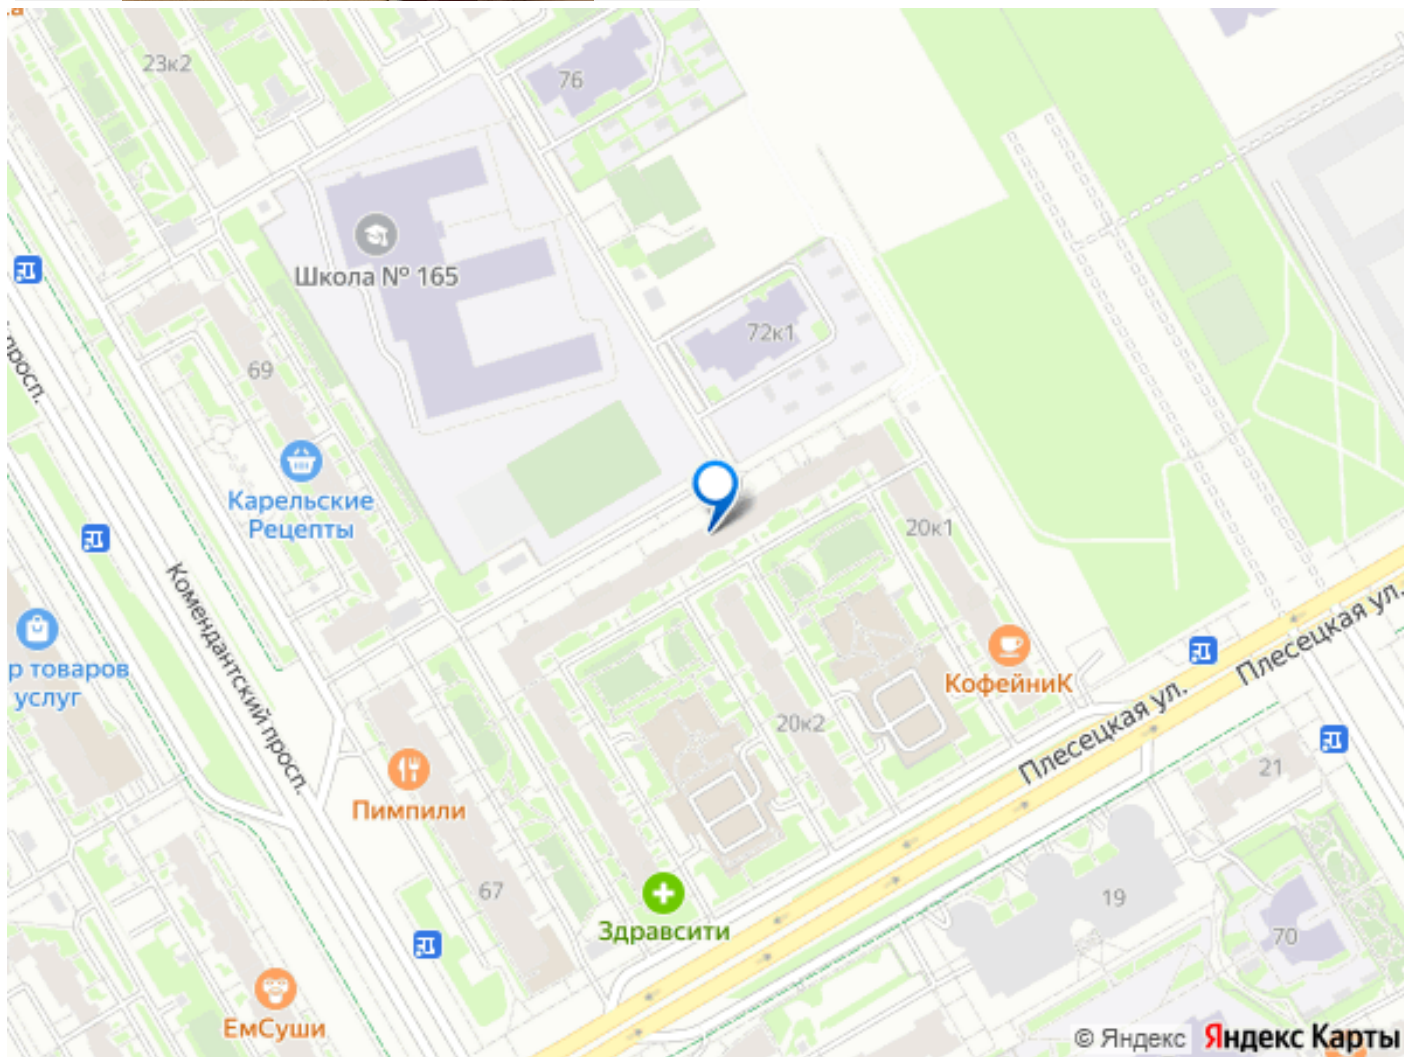 23к2
76
Школа № 165
72к1
просп.
69
Карельские
Рецепты
20к1
Комендантский просп.
р товаров
услуг
КофейниК
Плесецкая ул.
Плесецкая ул.
20к2
21
Пимпили
67
19
Здравсити
70
ЕмСуши
© Яндекс Яндекс Карты